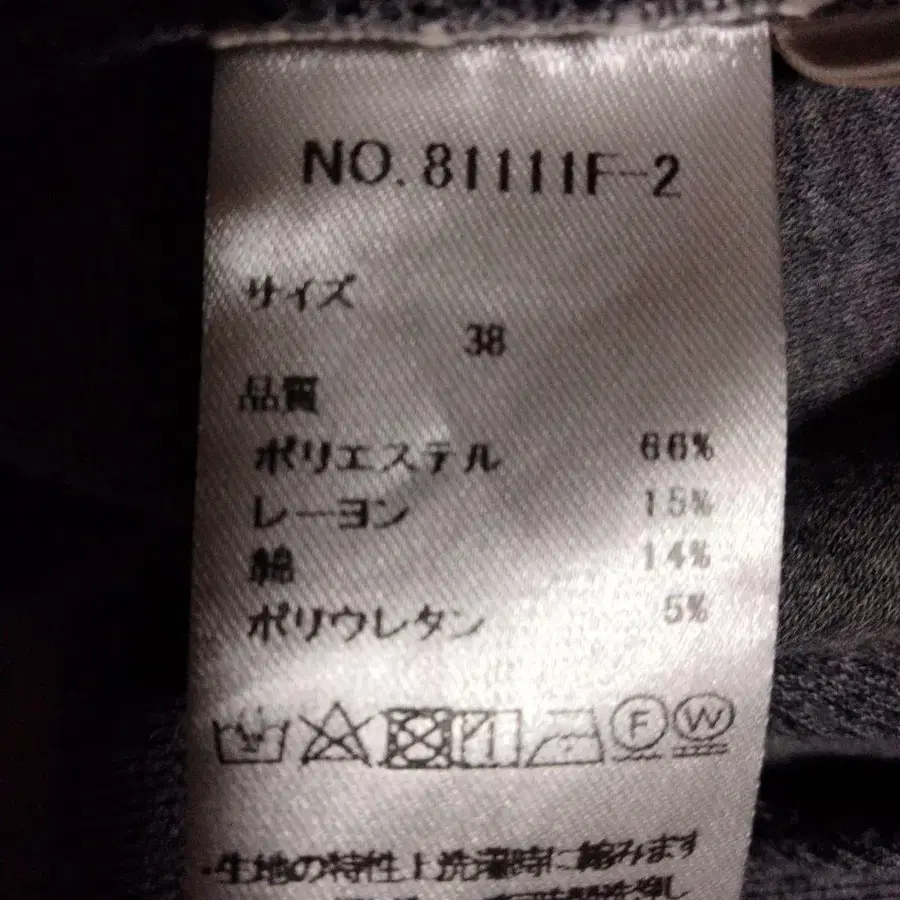 NO. 81111F-2
サイズ
38
品質
ポリエステル 66%
レーヨン 15%
綿 14%
ポリウレタン 5%
F W
・生地の特性上洗濯時に縮みます